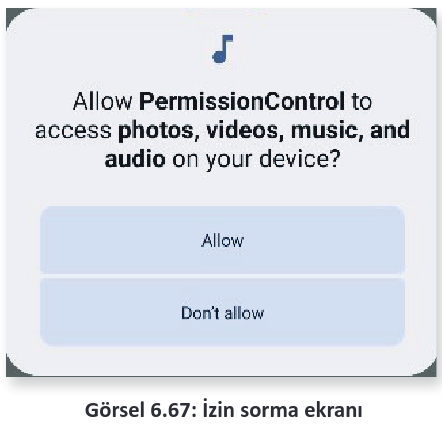 Allow PermissionControl to
access photos, videos, music, and
audio on your device?
Allow
Don't allow
Görsel 6.67: İzin sorma ekranı